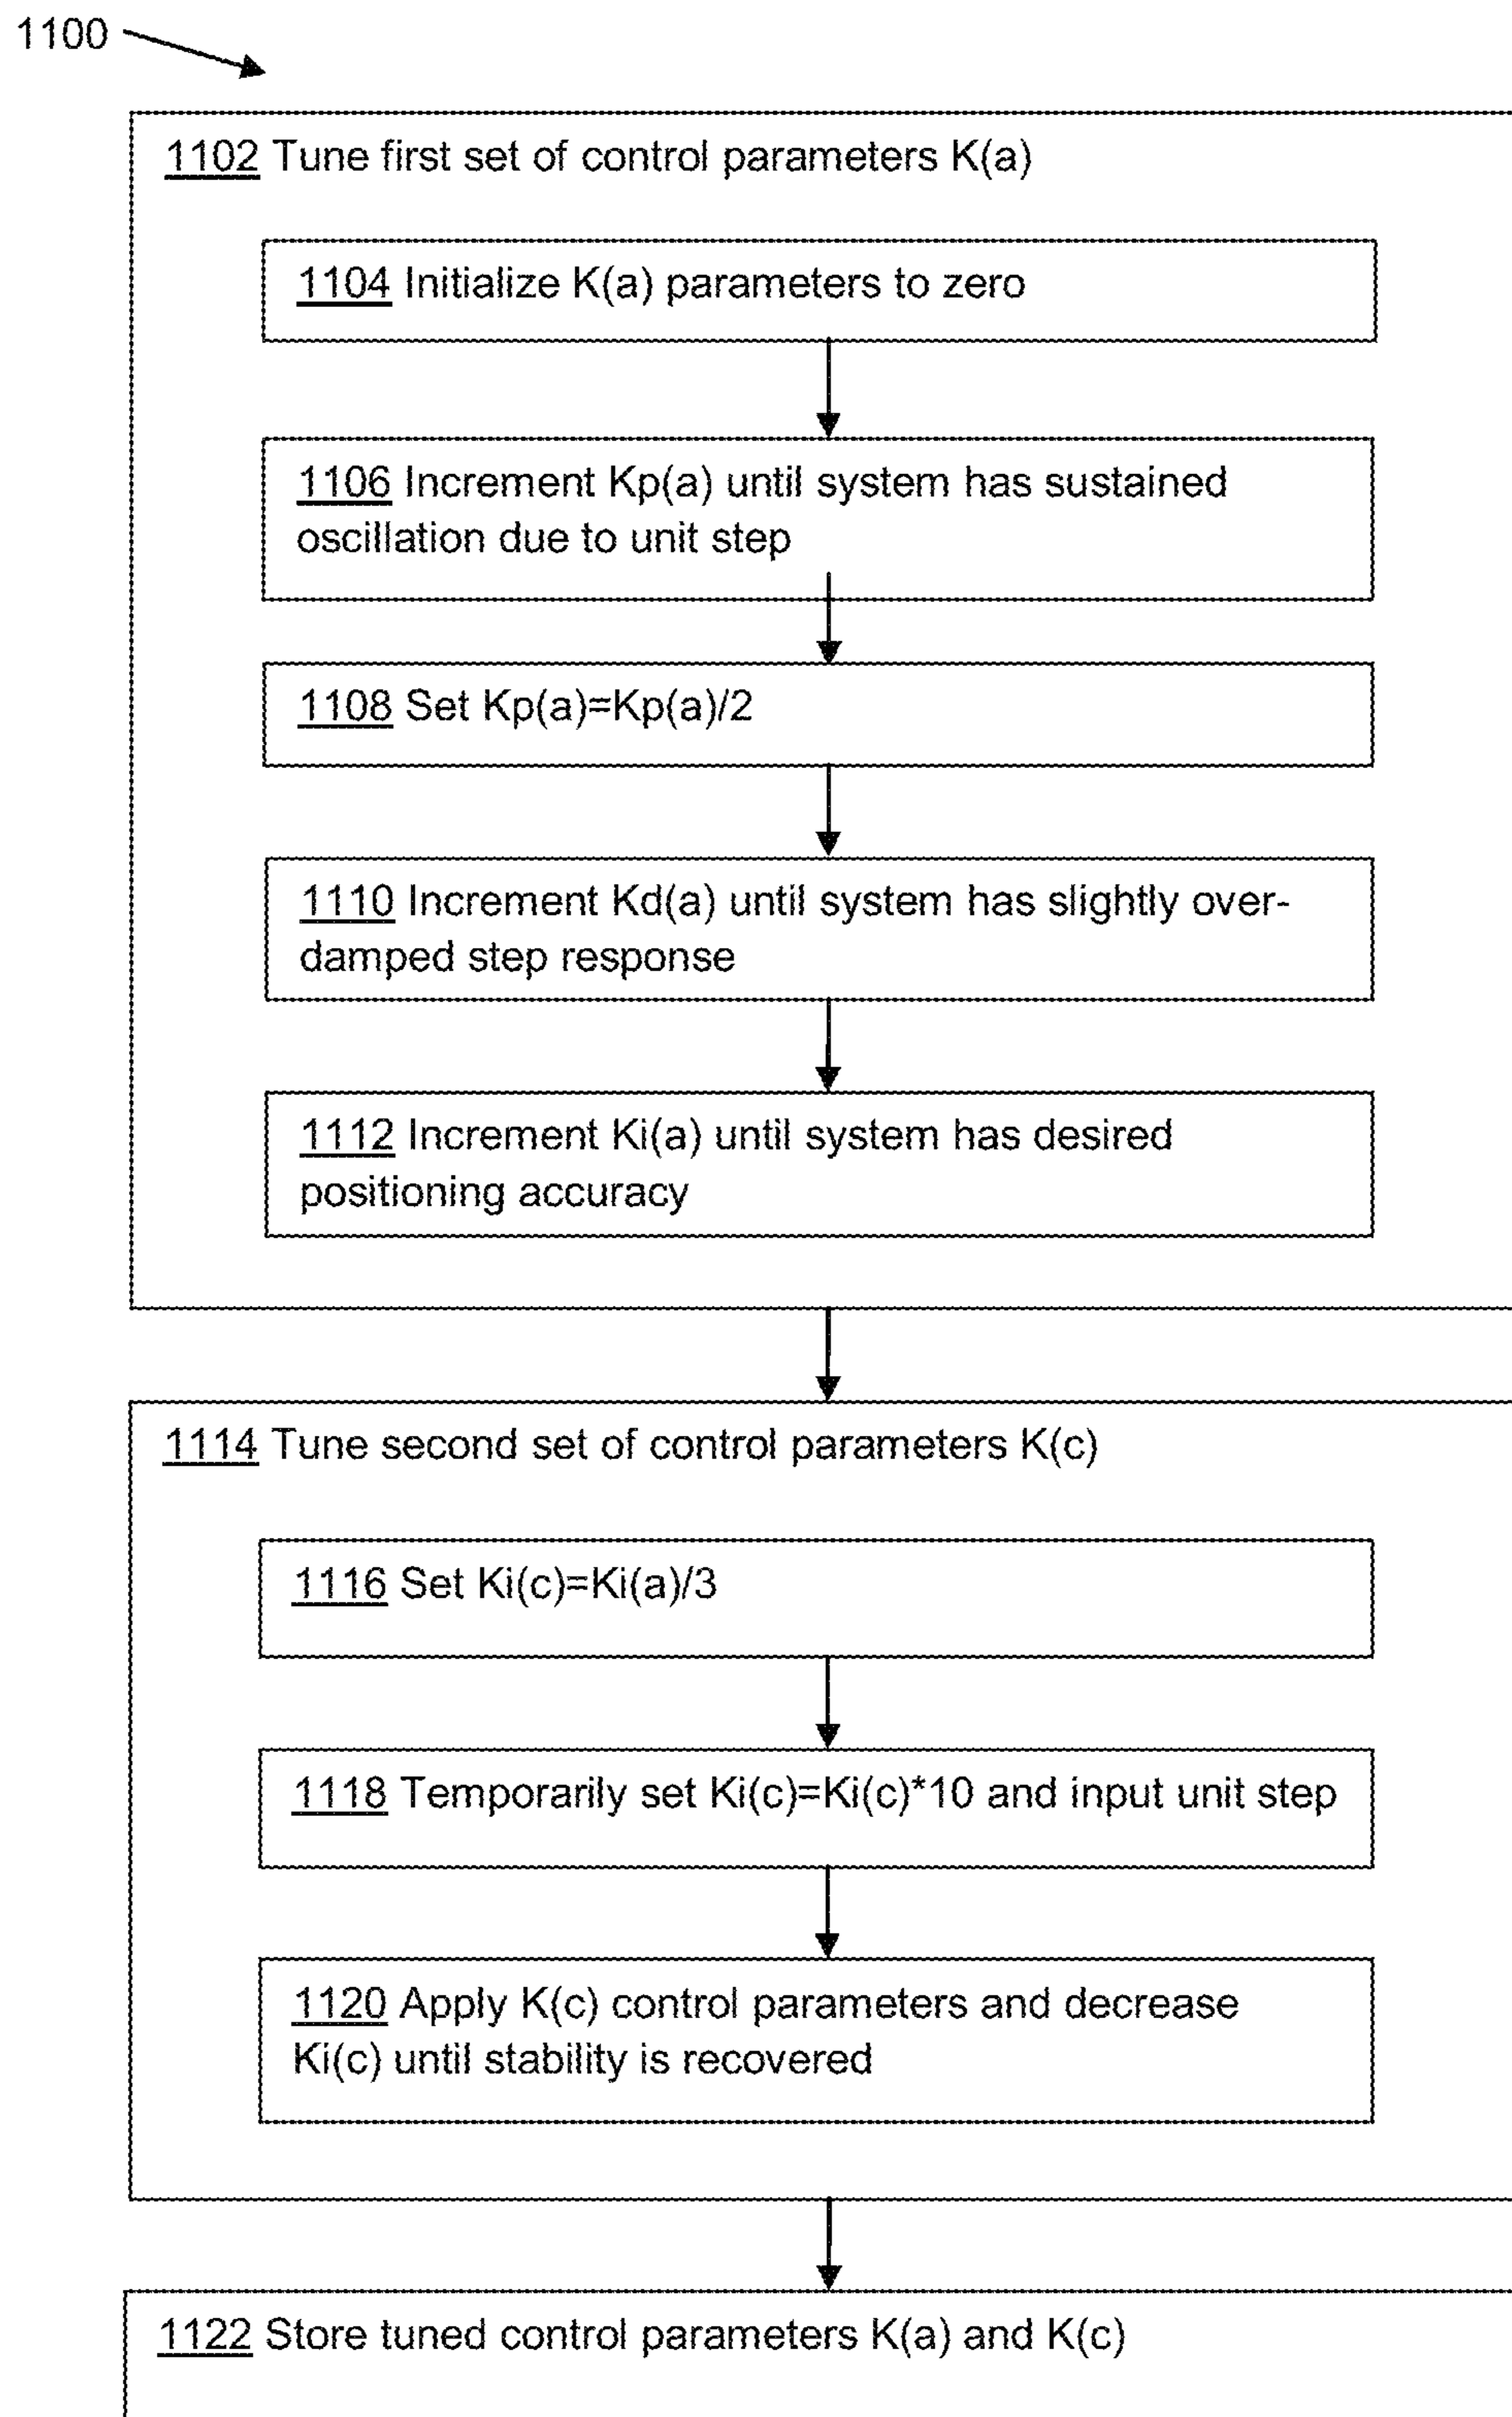 1100
1102 Tune first set of control parameters K(a)
1104 Initialize K(a) parameters to zero
1106 Increment Kp(a) until system has sustained
oscillation due to unit step
1108 Set Kp(a)=Kp(a)/2
1110 Increment Kd(a) until system has slightly over-
damped step response
1112 Increment Ki(a) until system has desired
positioning accuracy
1114 Tune second set of control parameters K(c)
1116 Set Ki(c)=Ki(a)/3
1118 Temporarily set Ki(c)=Ki(c)*10 and input unit step
1120 Apply K(c) control parameters and decrease
Ki(c) until stability is recovered
1122 Store tuned control parameters K(a) and K(c)